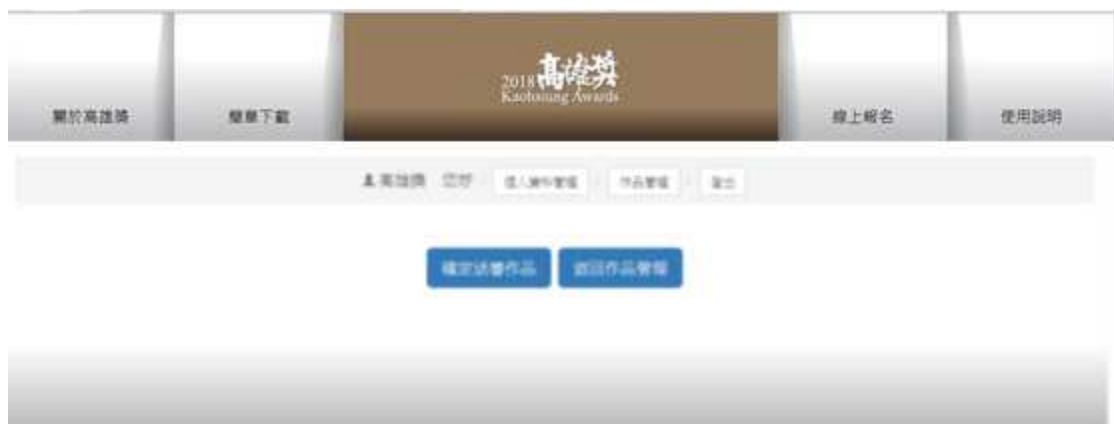 2018 高雄獎
Kaohsiung Awards
關於高雄獎 簡章下載 線上報名 使用說明
高雄獎 您好 個人資料管理 作品管理 登出
確定送審作品 返回作品管理